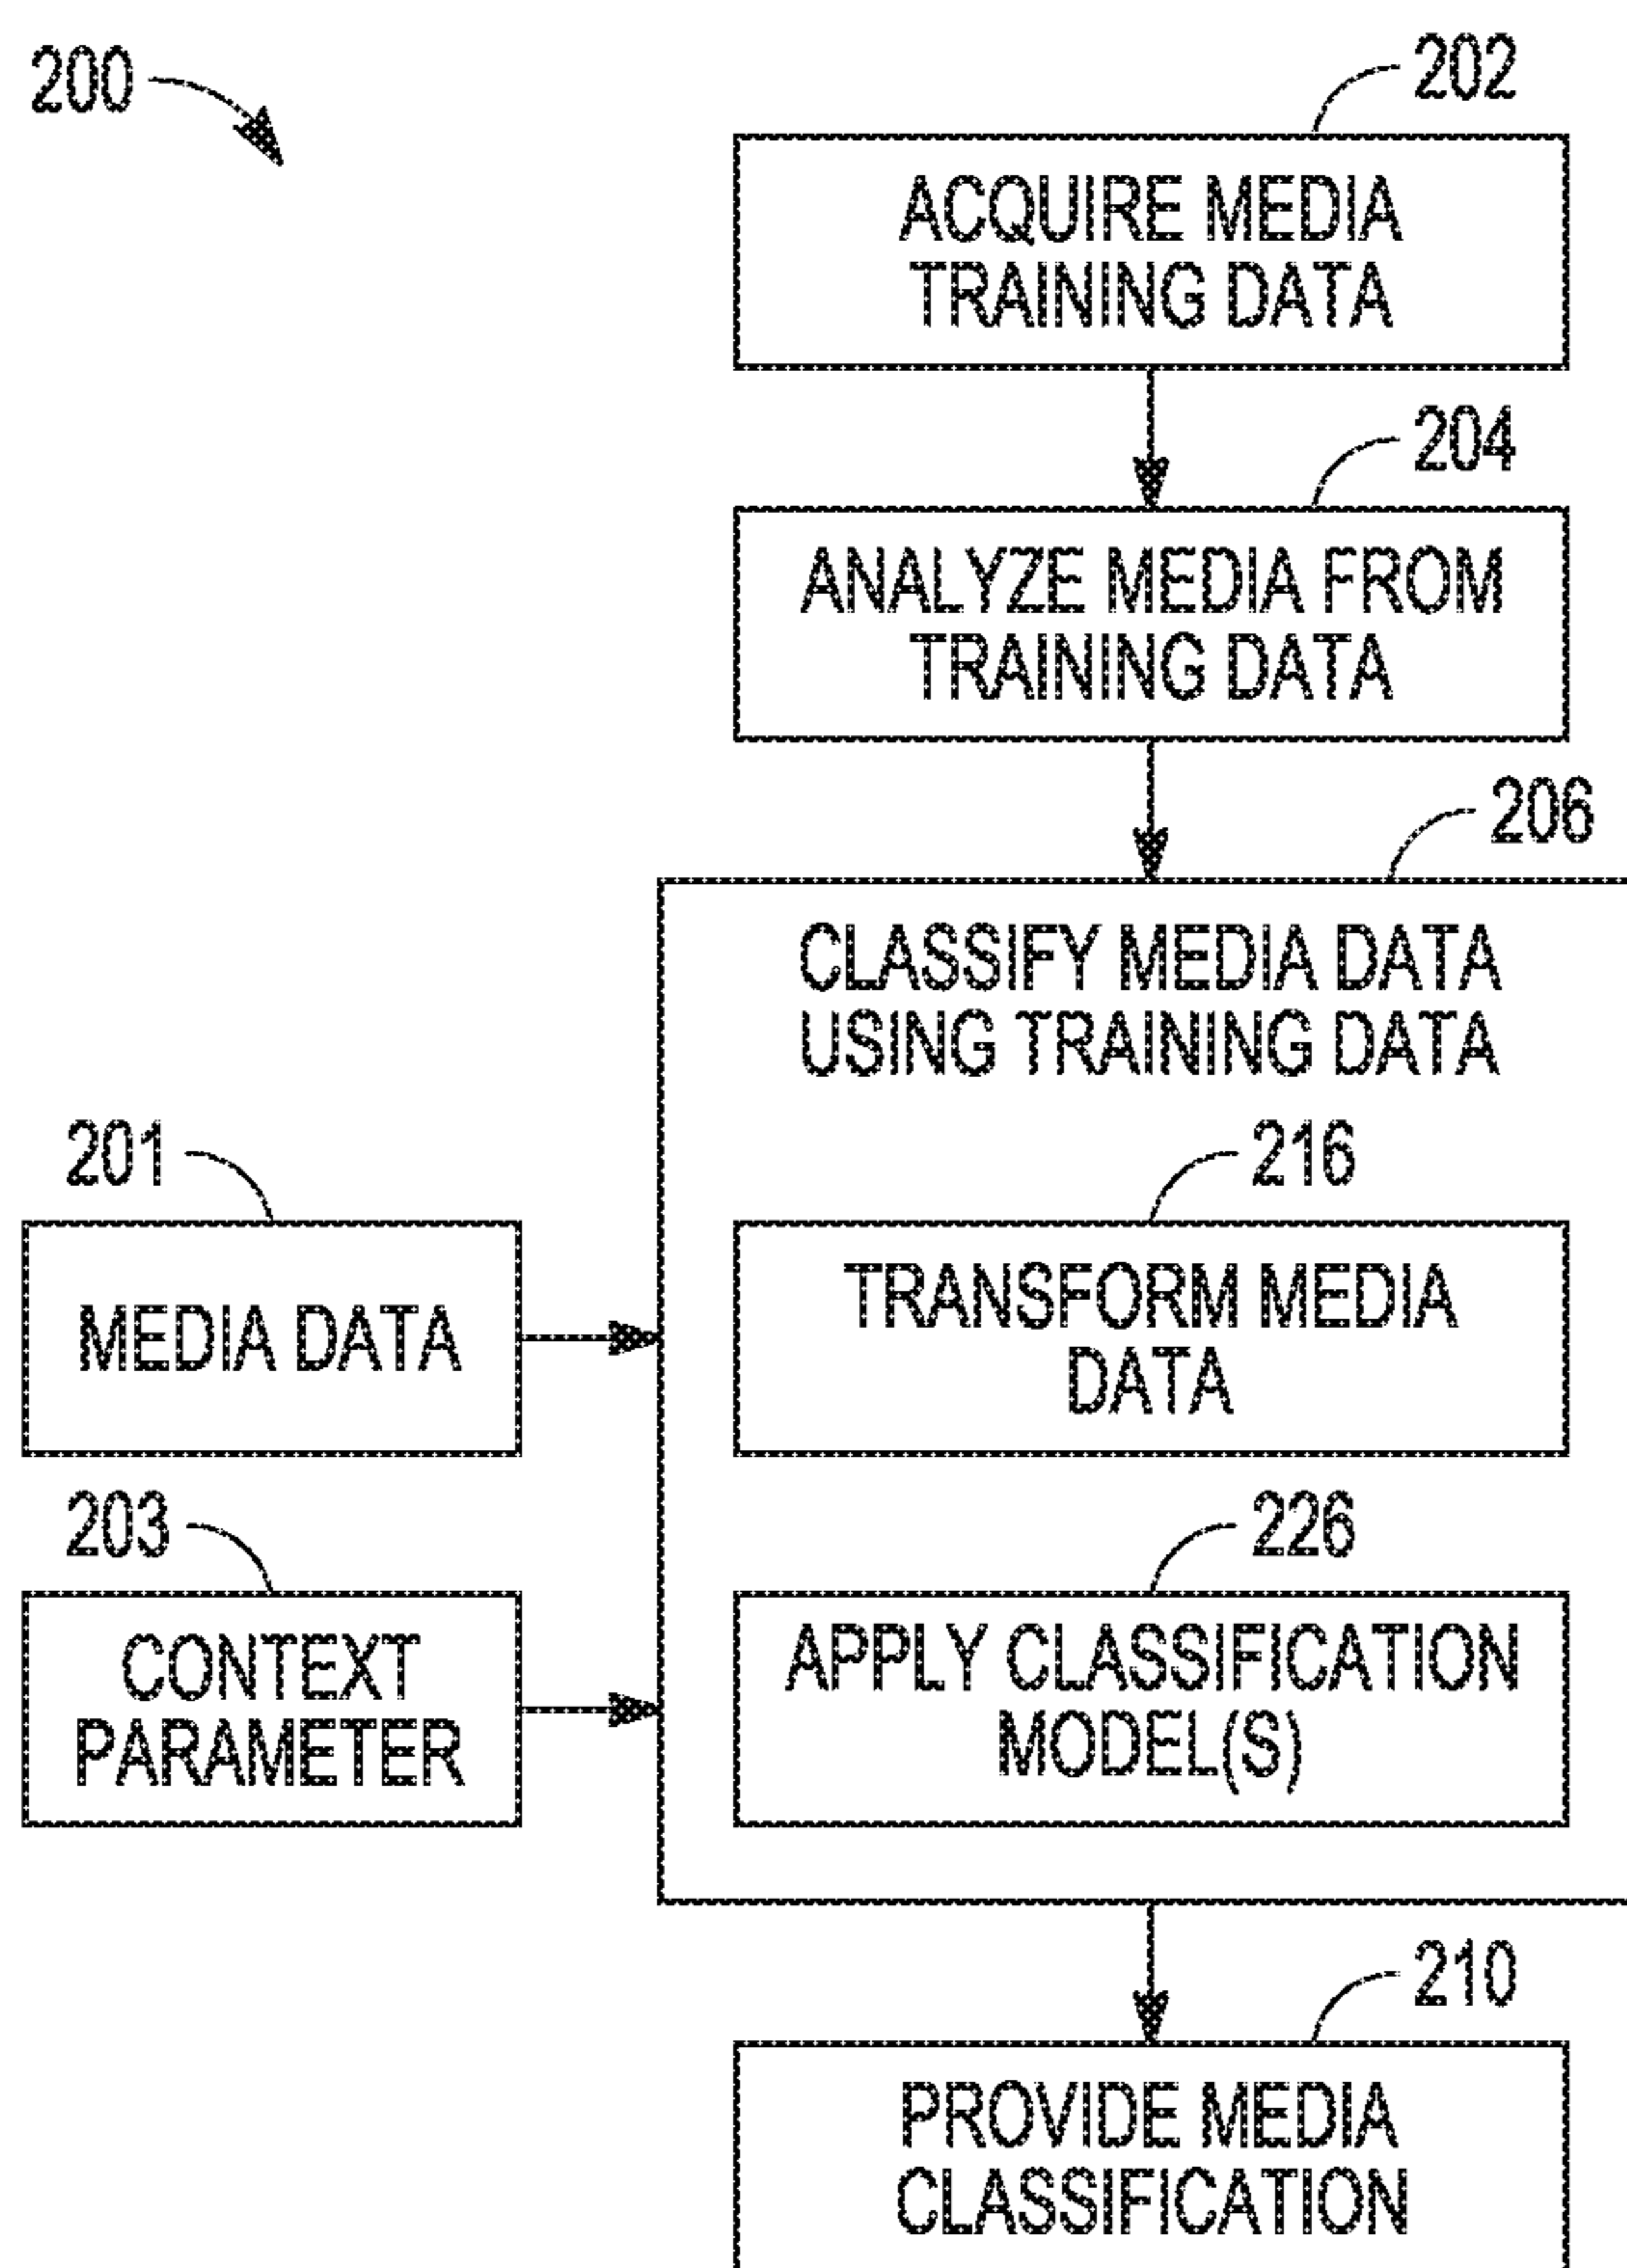 200
202
ACQUIRE MEDIA
TRAINING DATA
204
ANALYZE MEDIA FROM
TRAINING DATA
206
CLASSIFY MEDIA DATA
USING TRAINING DATA
201
MEDIA DATA
216
TRANSFORM MEDIA
DATA
203
CONTEXT
PARAMETER
226
APPLY CLASSIFICATION
MODEL(S)
210
PROVIDE MEDIA
CLASSIFICATION